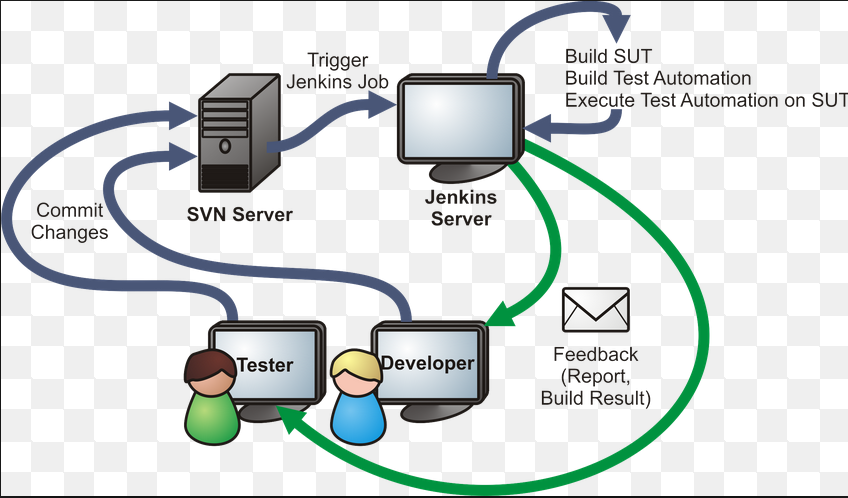 Trigger
Jenkins Job
Build SUT
Build Test Automation
Execute Test Automation on SUT
SVN Server
Jenkins
Server
Commit
Changes
Tester
Developer
Feedback
(Report,
Build Result)